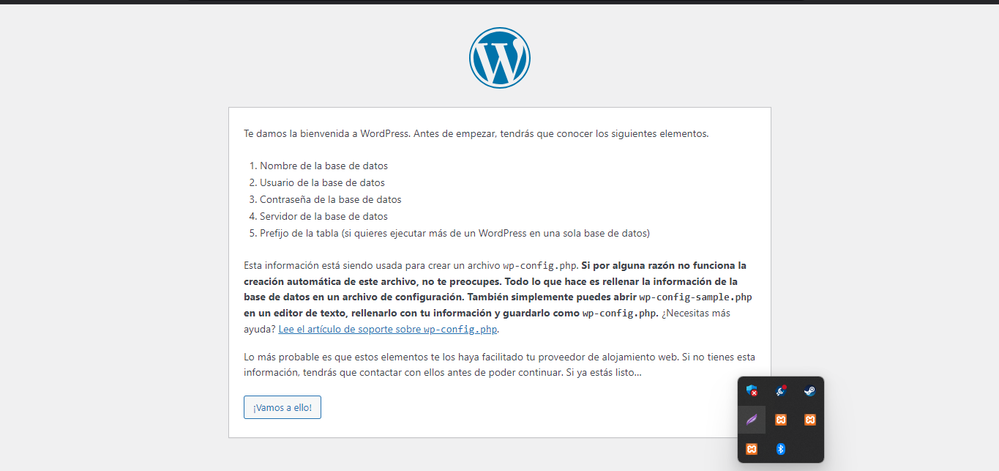 Te damos la bienvenida a WordPress. Antes de empezar, tendrás que conocer los siguientes elementos.
1. Nombre de la base de datos
2. Usuario de la base de datos
3. Contraseña de la base de datos
4. Servidor de la base de datos
5. Prefijo de la tabla (si quieres ejecutar más de un WordPress en una sola base de datos)
Esta información está siendo usada para crear un archivo wp-config.php. Si por alguna razón no funciona la
creación automática de este archivo, no te preocupes. Todo lo que hace es rellenar la información de la
base de datos en un archivo de configuración. También simplemente puedes abrir wp-config-sample.php
en un editor de texto, rellenarlo con tu información y guardarlo como wp-config.php. ¿Necesitas más
ayuda? Lee el artículo de soporte sobre wp-config.php.
Lo más probable es que estos elementos te los haya facilitado tu proveedor de alojamiento web. Si no tienes esta
información, tendrás que contactar con ellos antes de poder continuar. Si ya estás listo…
¡Vamos a ello!